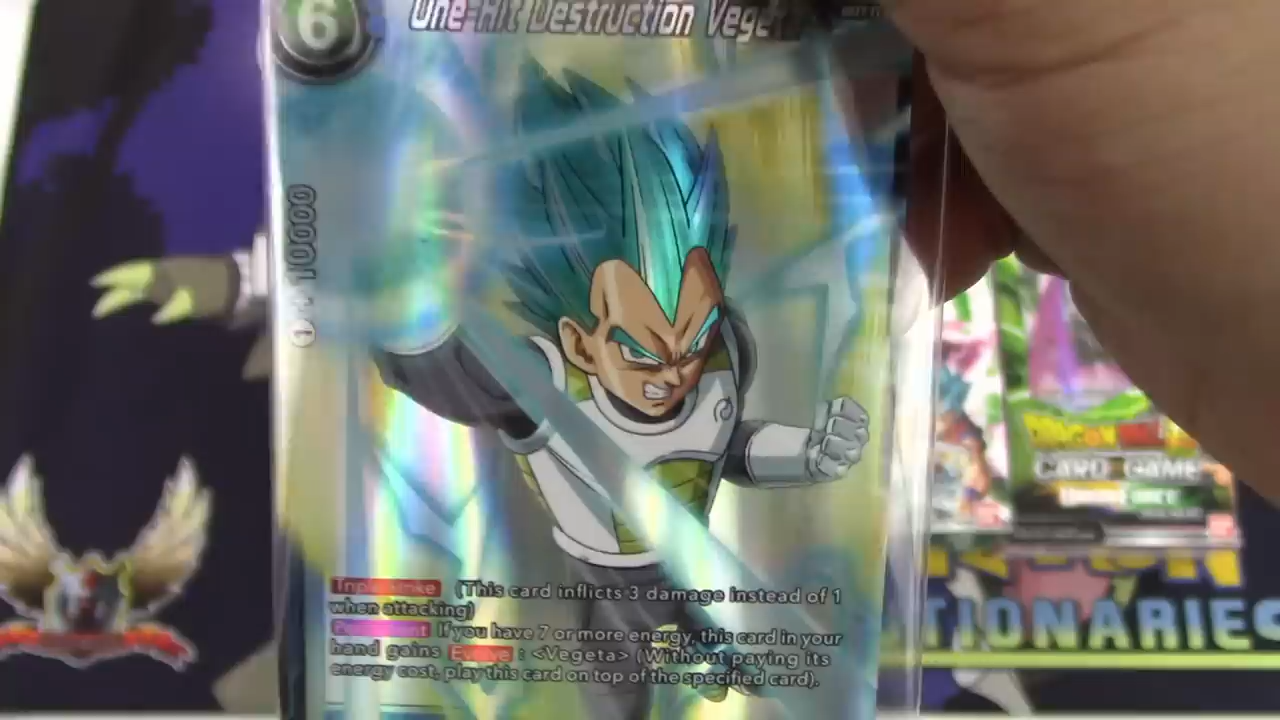 6
One-Hit Destruction Vege
10000
Triple Strike (This card inflicts 3 damage instead of 1
when attacking)
Permanent If you have 7 or more energy, this card in your
hand gains Evolve : <Vegeta> (Without paying its
energy cost, play this card on top of the specified card).
DRAGON BALL
CARD GAME
TIONARIES